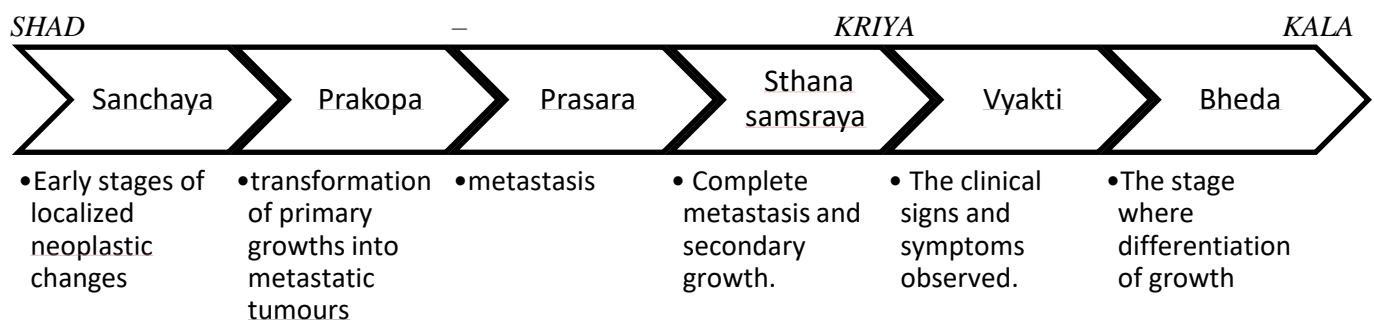 SHAD – KRIYA KALA
Sanchaya
Prakopa
Prasara
Sthana
samsraya
Vyakti
Bheda
•Early stages of
localized
neoplastic
changes
•transformation
of primary
growths into
metastatic
tumours
•metastasis
• Complete
metastasis and
secondary
growth.
• The clinical
signs and
symptoms
observed.
•The stage
where
differentiation
of growth